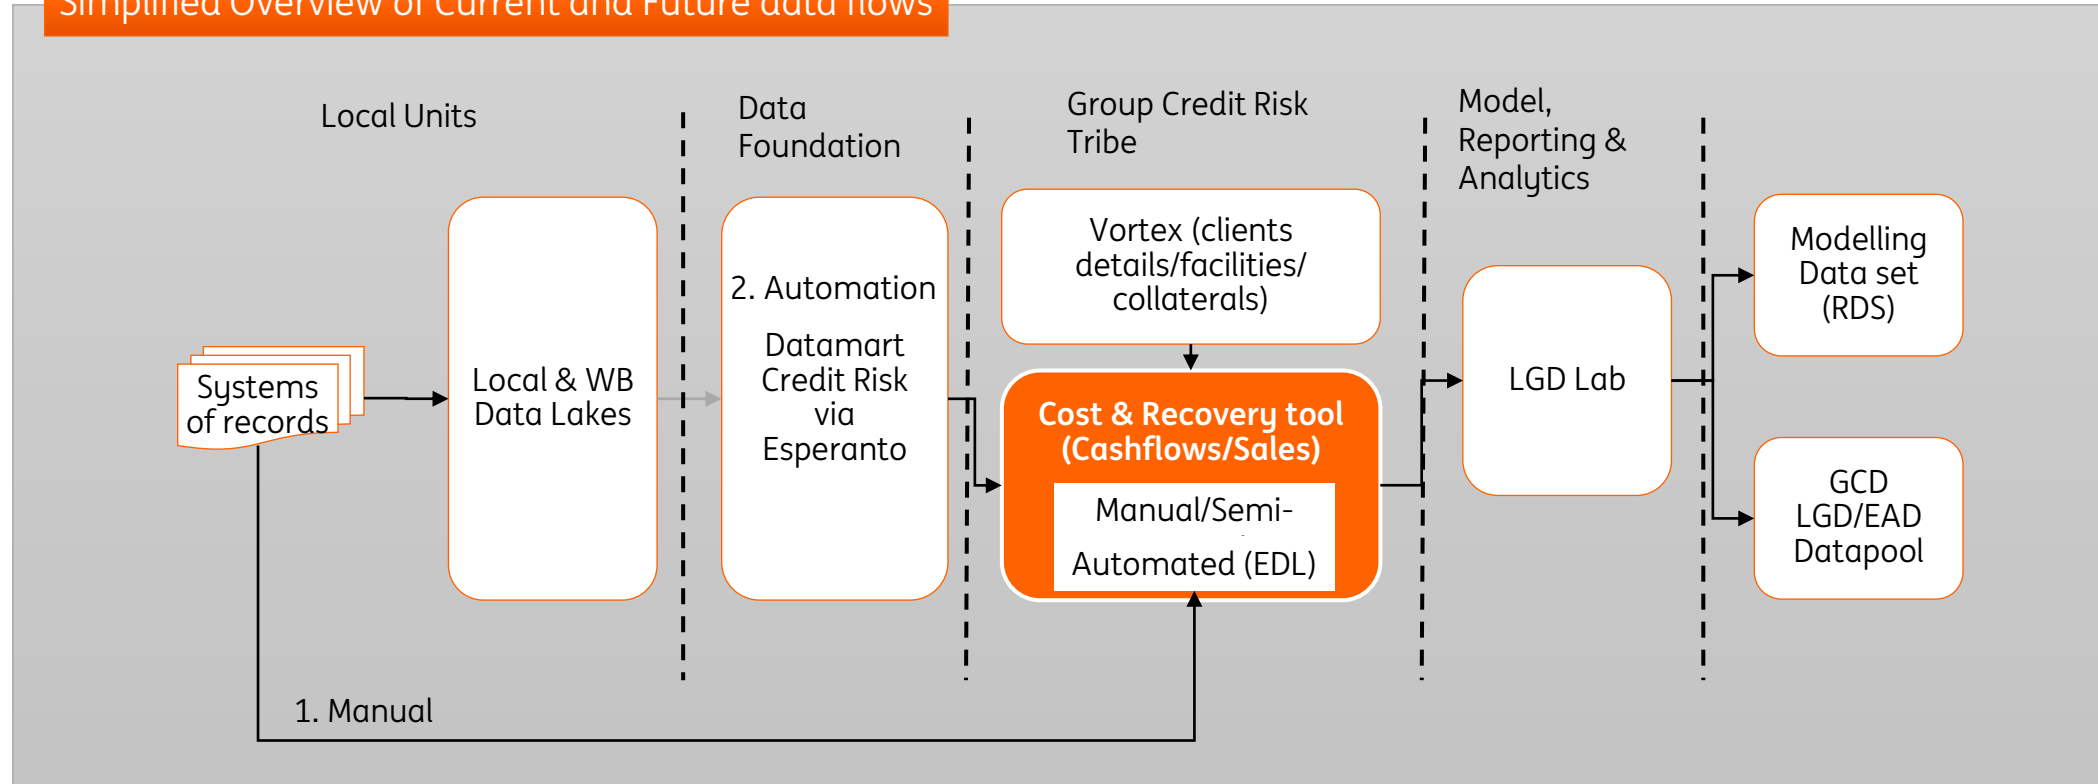 Simplified Overview of Current and Future data flows
Local Units
Data
Foundation
Group Credit Risk
Tribe
Model,
Reporting &
Analytics
Systems
of records
Local & WB
Data Lakes
2. Automation
Datamart
Credit Risk
via
Esperanto
Vortex (clients
details/facilities/
collaterals)
Cost & Recovery tool
(Cashflows/Sales)
Manual/Semi-
Automated (EDL)
LGD Lab
Modelling
Data set
(RDS)
GCD
LGD/EAD
Datapool
1. Manual